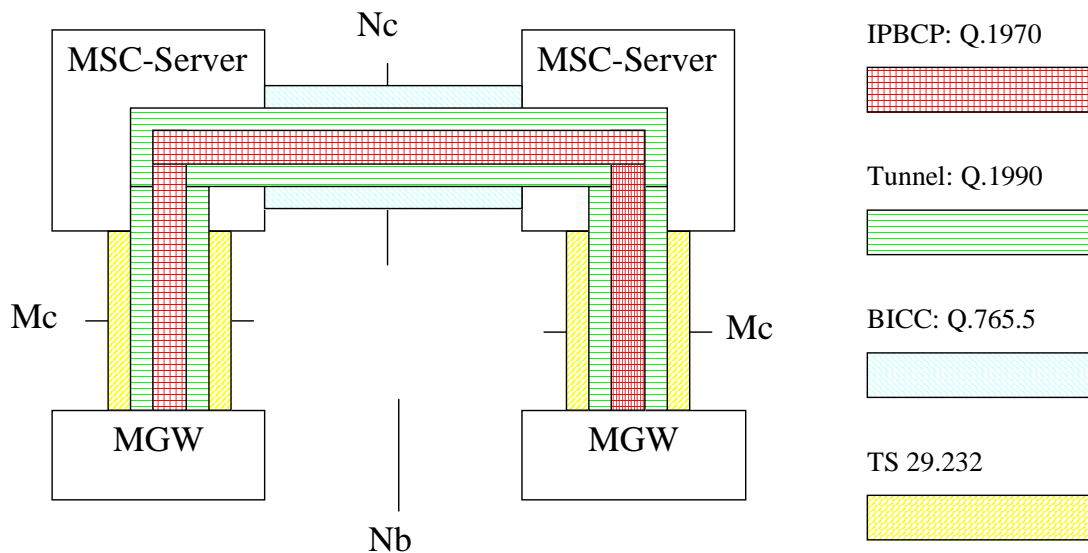 Nc
IPBCP: Q.1970
MSC-Server
MSC-Server
Tunnel: Q.1990
Mc
Mc
BICC: Q.765.5
MGW
MGW
TS 29.232
Nb